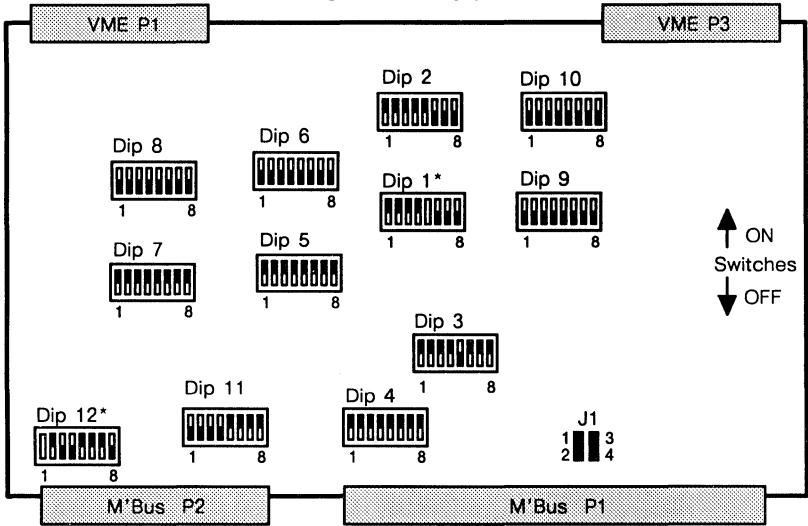 VME P1
VME P3
Dip 2
Dip 10
1 8
1 8
Dip 8
Dip 6
1 8
1 8
Dip 1*
Dip 9
1 8
1 8
Dip 7
Dip 5
1 8
1 8
ON
Switches
OFF
Dip 3
1 8
Dip 12*
Dip 11
Dip 4
1 8
1 8
1 8
J1
1 3
2 4
M'Bus P2
M'Bus P1